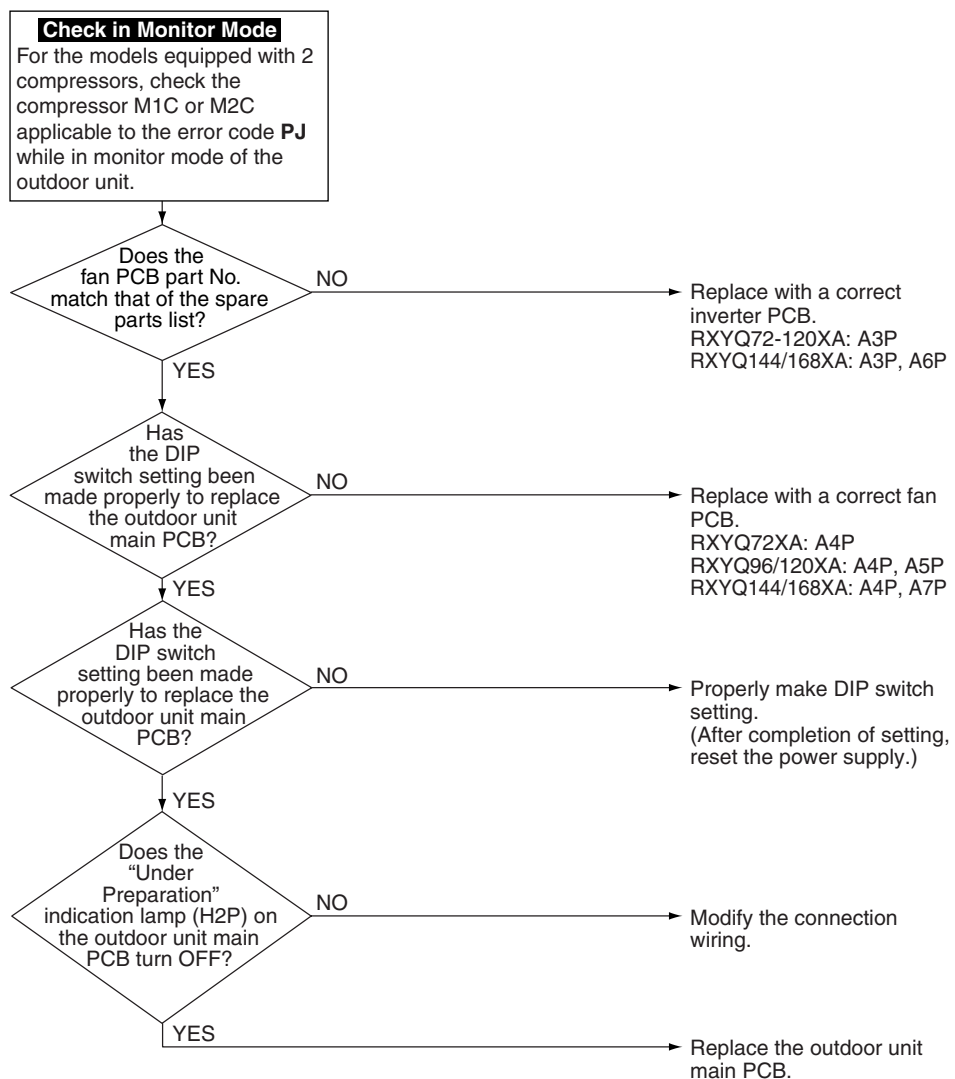 Check in Monitor Mode
For the models equipped with 2
compressors, check the
compressor M1C or M2C
applicable to the error code PJ
while in monitor mode of the
outdoor unit.
Does the
fan PCB part No.
match that of the spare
parts list?
NO
Replace with a correct
inverter PCB.
RXYQ72-120XA: A3P
RXYQ144/168XA: A3P, A6P
YES
Has
the DIP
switch setting been
made properly to replace
the outdoor unit
main PCB?
NO
Replace with a correct fan
PCB.
RXYQ72XA: A4P
RXYQ96/120XA: A4P, A5P
RXYQ144/168XA: A4P, A7P
YES
Has the
DIP switch
setting been made
properly to replace the
outdoor unit main
PCB?
NO
Properly make DIP switch
setting.
(After completion of setting,
reset the power supply.)
YES
Does the
“Under
Preparation”
indication lamp (H2P) on
the outdoor unit main
PCB turn OFF?
NO
Modify the connection
wiring.
YES
Replace the outdoor unit
main PCB.